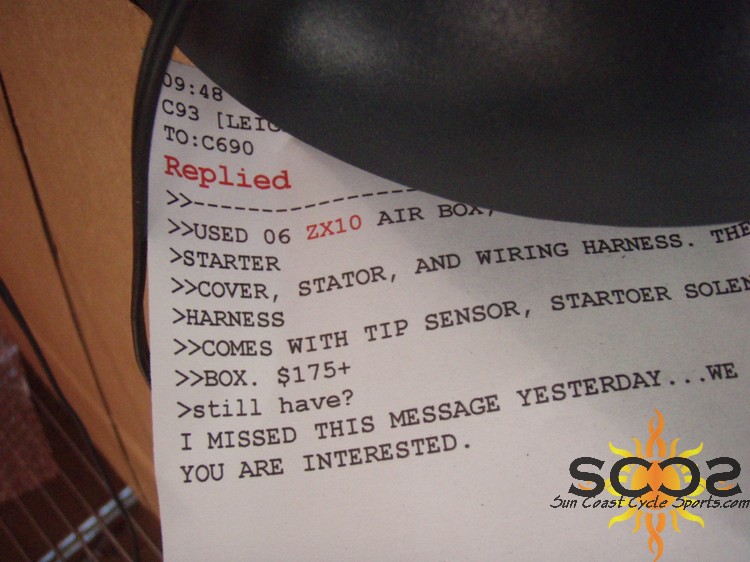 09:48
C93
TO:C690
Replied
>>--------------------
>>USED 06 ZX10 AIR BOX,
>STARTER
>>COVER, STATOR, AND WIRING HARNESS. THE
>HARNESS
>>COMES WITH TIP SENSOR, STARTOER SOLEN
>>BOX. $175+
>still have?
I MISSED THIS MESSAGE YESTERDAY...WE
YOU ARE INTERESTED.
SCCS
Sun Coast Cycle Sports.com